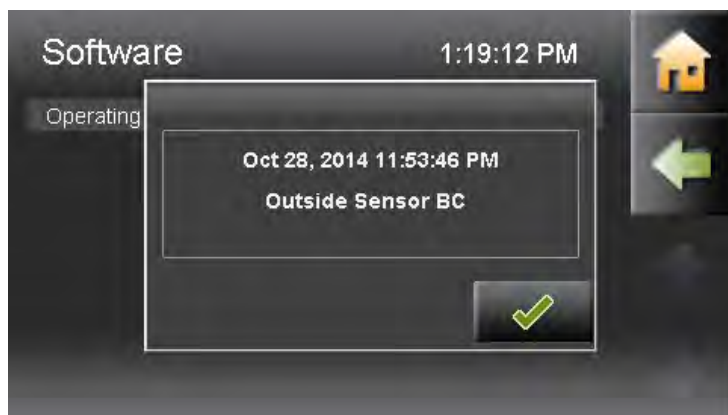 Software
1:19:12 PM
Operating
Oct 28, 2014 11:53:46 PM
Outside Sensor BC